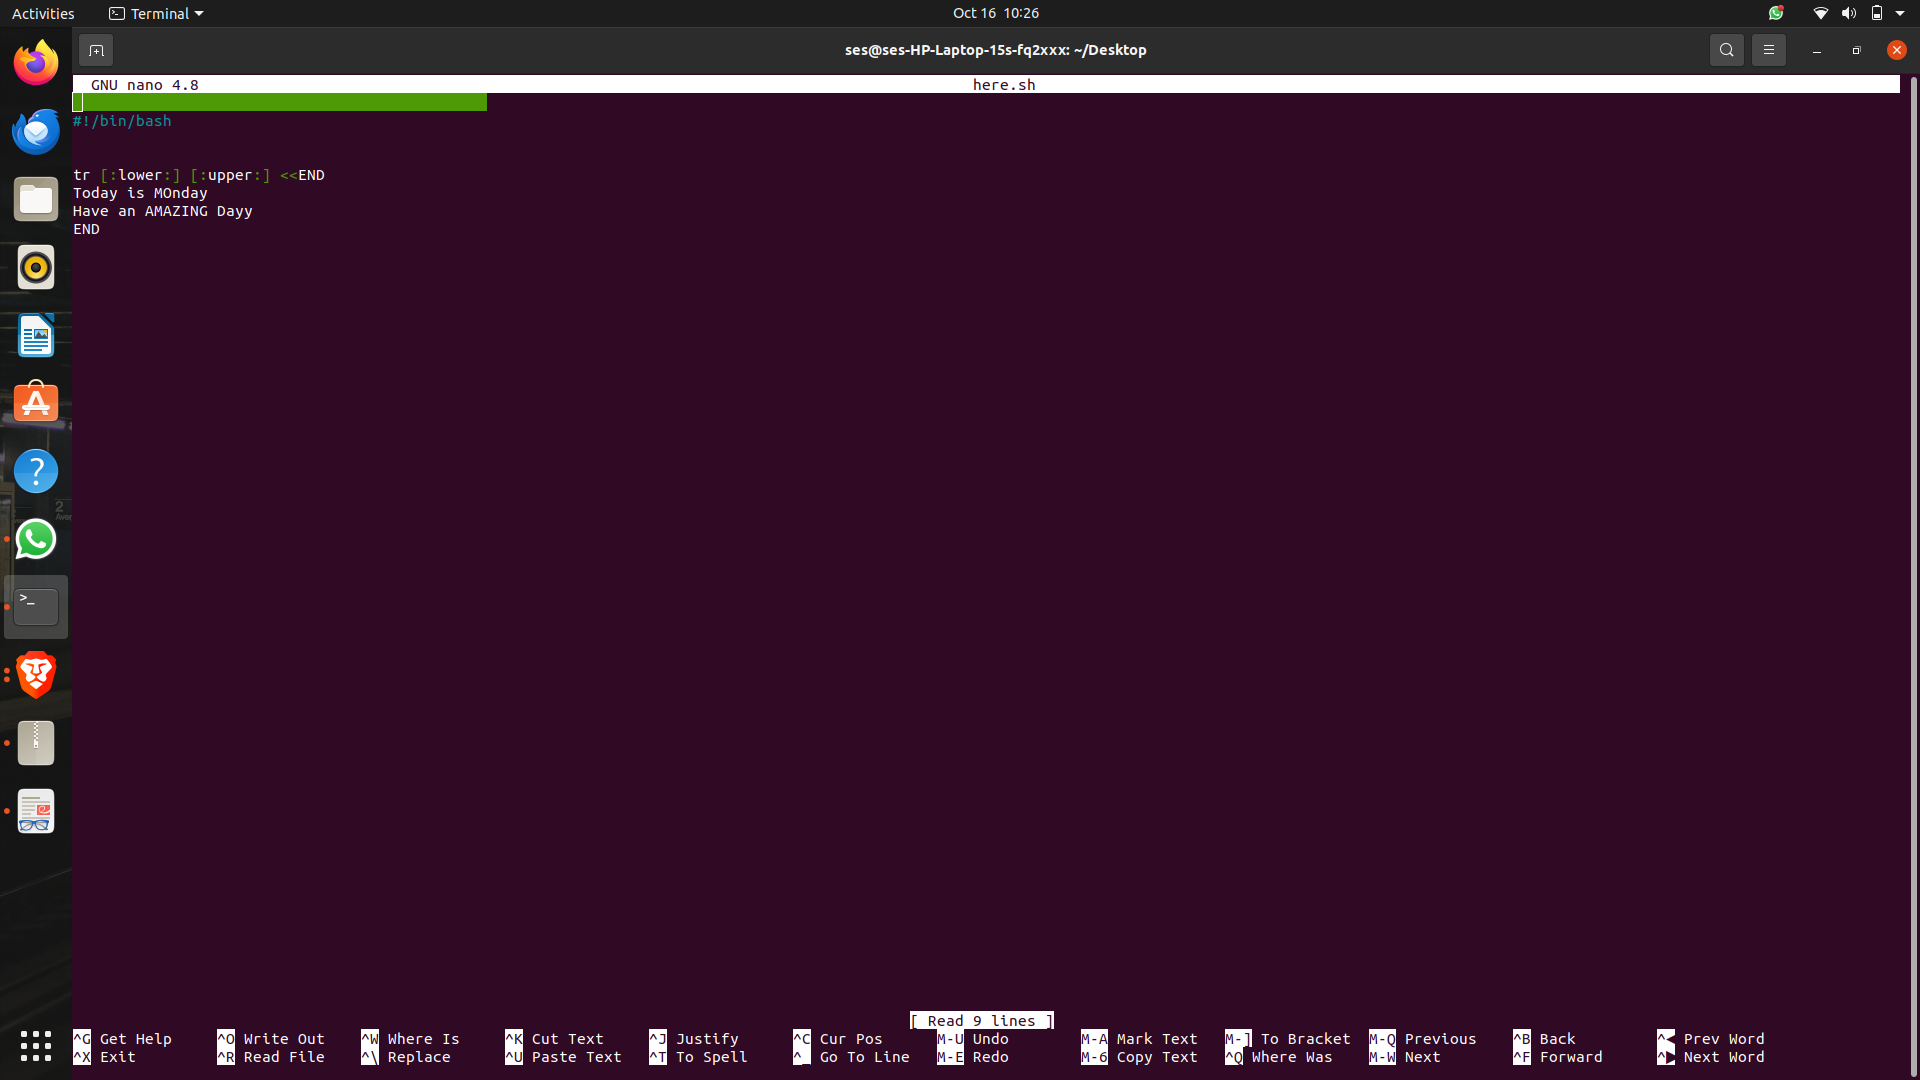 Activities Terminal Oct 16 10:26
ses@ses-HP-Laptop-15s-fq2xxx: ~/Desktop
GNU nano 4.8 here.sh
#!/bin/bash
tr [:lower:] [:upper:] <<END
Today is MOnday
Have an AMAZING Dayy
END
[ Read 9 lines ]
^G Get Help ^O Write Out ^W Where Is ^K Cut Text ^J Justify ^C Cur Pos M-U Undo M-A Mark Text M-] To Bracket M-Q Previous ^B Back ^◀ Prev Word
^X Exit ^R Read File ^\ Replace ^U Paste Text ^T To Spell ^_ Go To Line M-E Redo M-6 Copy Text ^Q Where Was M-W Next ^F Forward ^▶ Next Word